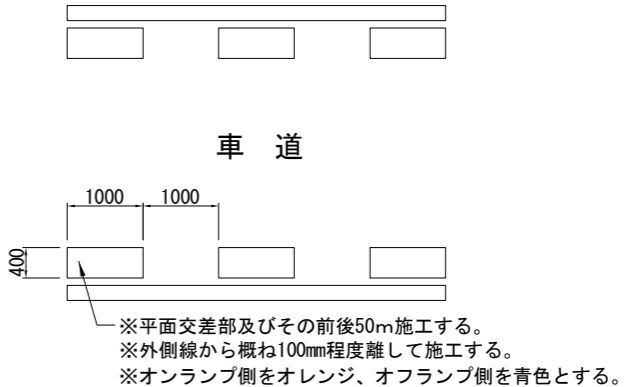 車 道
1000 1000
400
※平面交差部及びその前後50m施工する。
※外側線から概ね100㎜程度離して施工する。
※オンランプ側をオレンジ、オフランプ側を青色とする。